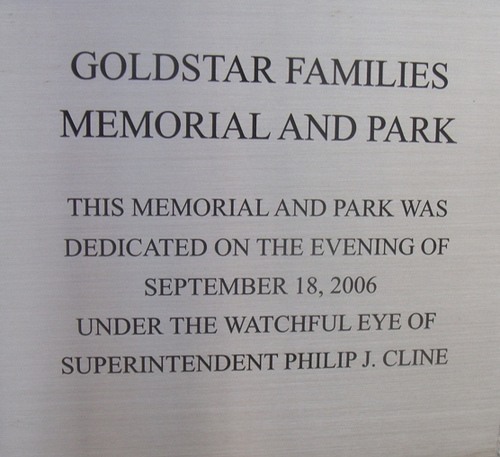 GOLDSTAR FAMILIES
MEMORIAL AND PARK
THIS MEMORIAL AND PARK WAS
DEDICATED ON THE EVENING OF
SEPTEMBER 18, 2006
UNDER THE WATCHFUL EYE OF
SUPERINTENDENT PHILIP J. CLINE